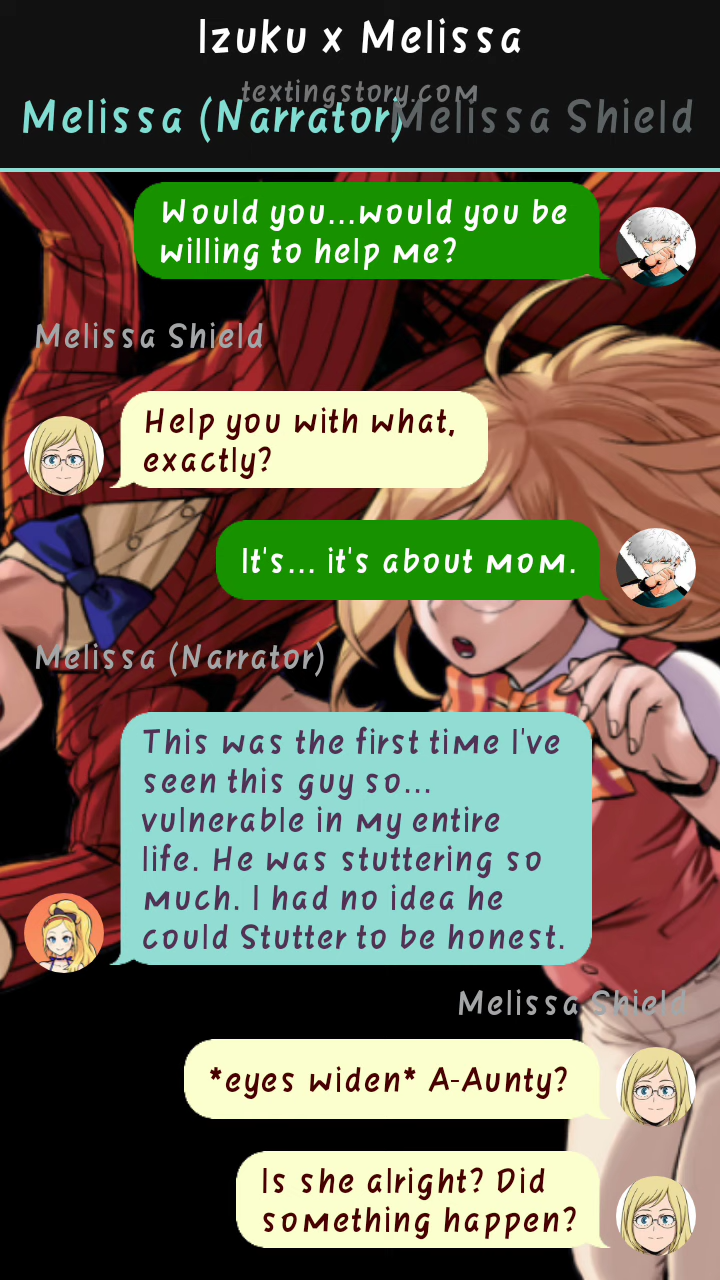 Izuku x Melissa
textingstory.com
Melissa (Narrator)
Melissa Shield
Would you...would you be
willing to help me?
Melissa Shield
Help you with what,
exactly?
It's... it's about mom.
Melissa (Narrator)
This was the first time I've
seen this guy so...
vulnerable in my entire
life. He was stuttering so
much. I had no idea he
could Stutter to be honest.
Melissa Shield
*eyes widen* A-Aunty?
Is she alright? Did
something happen?